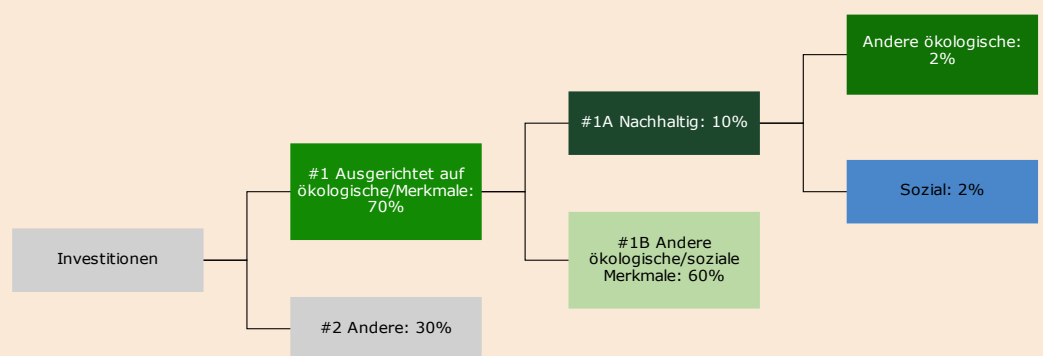 Investitionen
#1 Ausgerichtet auf
ökologische/Merkmale:
70%
#2 Andere: 30%
#1A Nachhaltig: 10%
#1B Andere
ökologische/soziale
Merkmale: 60%
Andere ökologische:
2%
Sozial: 2%